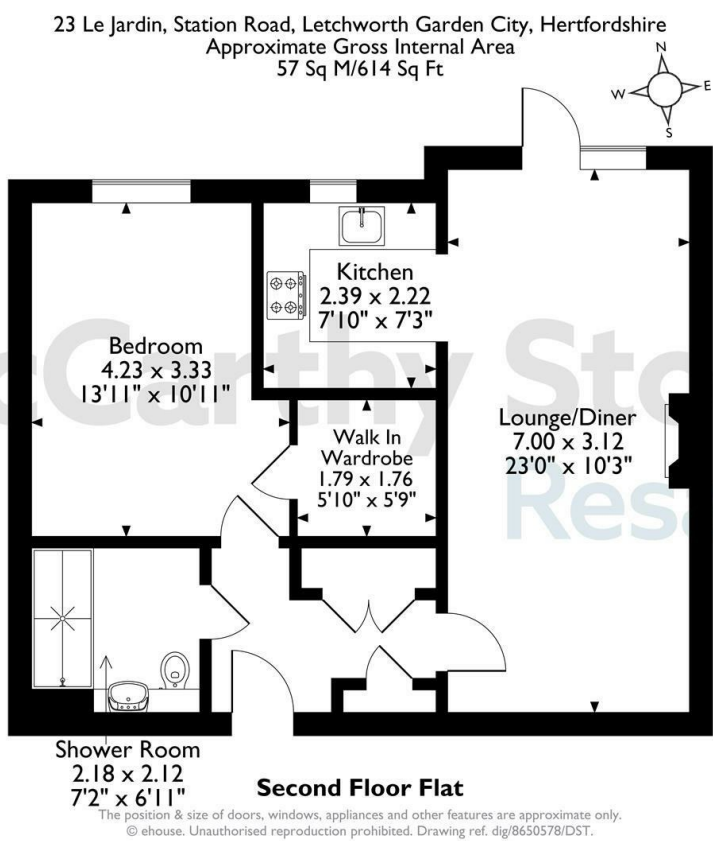 23 Le Jardin, Station Road, Letchworth Garden City, Hertfordshire
Approximate Gross Internal Area
57 Sq M/614 Sq Ft
N
W
E
S
Kitchen
2.39 x 2.22
7'10" x 7'3"
Bedroom
4.23 x 3.33
13'11" x 10'11"
cCarthy Sto
Resa
Lounge/Diner
7.00 x 3.12
23'0" x 10'3"
Walk In
Wardrobe
1.79 x 1.76
5'10" x 5'9"
Shower Room
2.18 x 2.12
7'2" x 6'11"
Second Floor Flat
The position & size of doors, windows, appliances and other features are approximate only.
© ehouse. Unauthorised reproduction prohibited. Drawing ref. dig/8650578/DST.